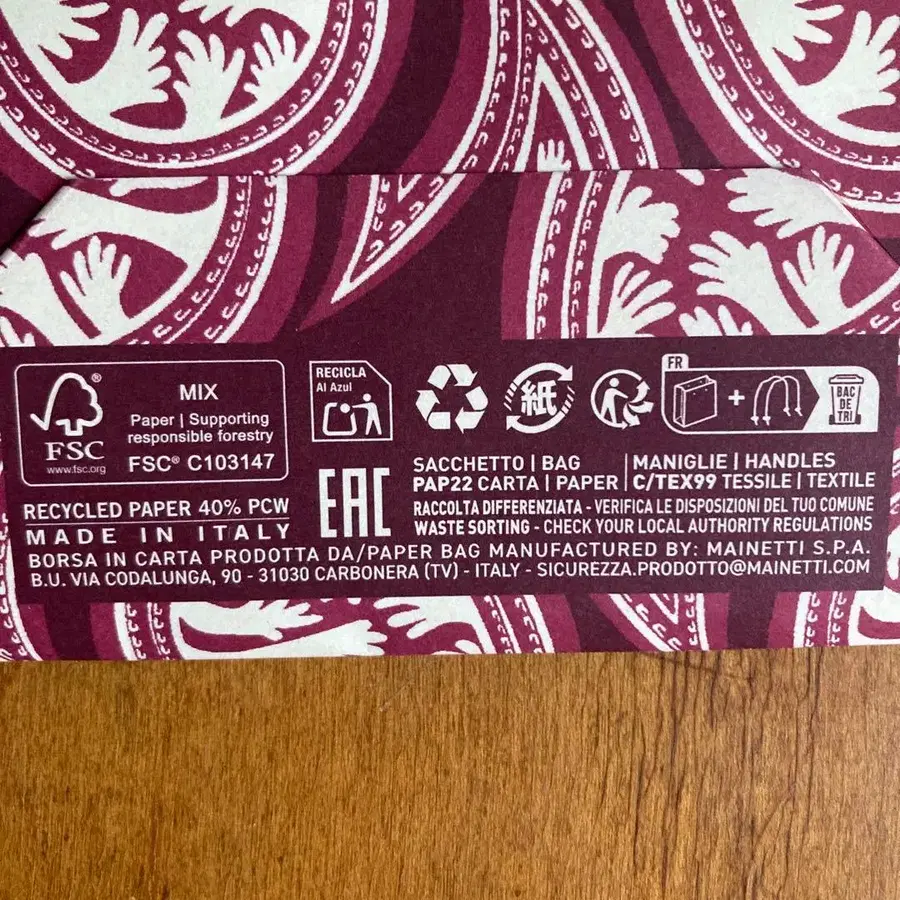 FSC®
www.fsc.org
MIX
Paper | Supporting
responsible forestry
FSC® C103147
RECICLA
Al Azul
紙
FR
BAC
DE
TRI
RECYCLED PAPER 40% PCW
MADE IN ITALY
EAC
SACCHETTO | BAG
PAP22 CARTA | PAPER
MANIGLIE | HANDLES
C/TEX99 TESSILE | TEXTILE
RACCOLTA DIFFERENZIATA - VERIFICA LE DISPOSIZIONI DEL TUO COMUNE
WASTE SORTING - CHECK YOUR LOCAL AUTHORITY REGULATIONS
BORSA IN CARTA PRODOTTA DA/PAPER BAG MANUFACTURED BY: MAINETTI S.P.A.
B.U. VIA CODALUNGA, 90 - 31030 CARBONERA (TV) - ITALY - SICUREZZA.PRODOTTO@MAINETTI.COM